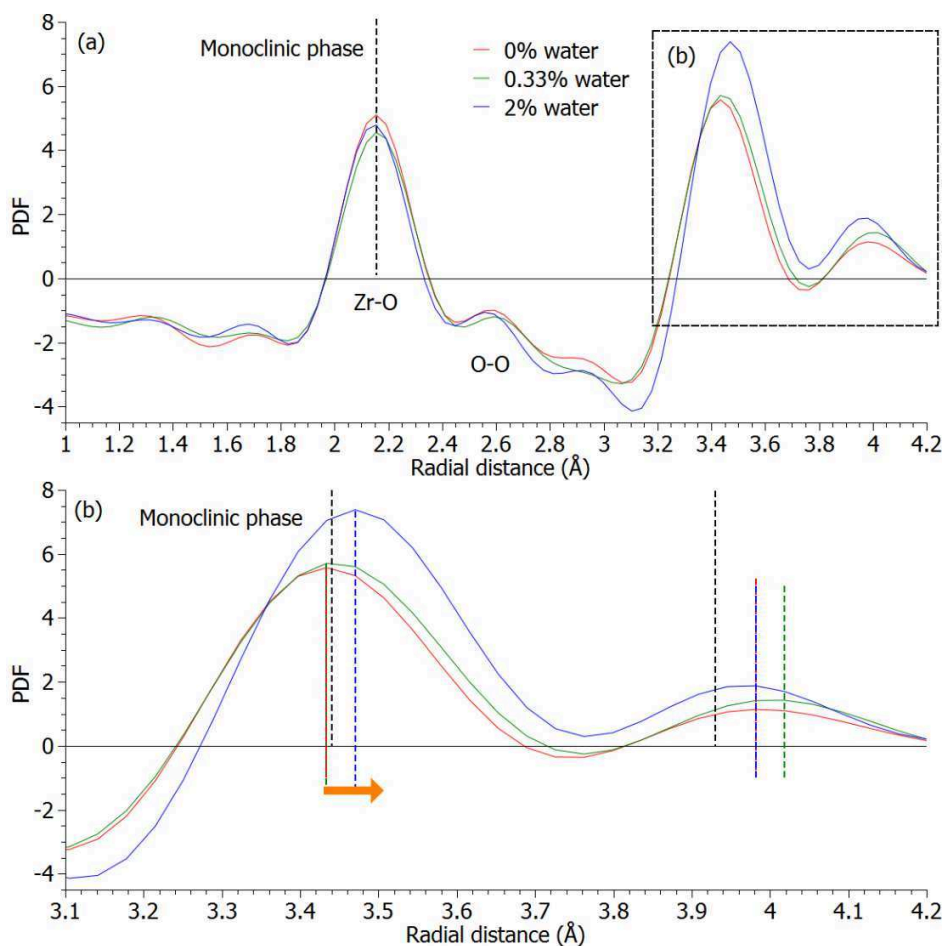 8
(a)
Monoclinic phase
0% water
0.33% water
2% water
(b)
6
4
2
0
-2
-4
PDF
Zr-O
O-O
1 1.2 1.4 1.6 1.8 2 2.2 2.4 2.6 2.8 3 3.2 3.4 3.6 3.8 4 4.2
Radial distance (Å)
8
(b)
Monoclinic phase
6
4
2
0
-2
-4
PDF
3.1 3.2 3.3 3.4 3.5 3.6 3.7 3.8 3.9 4 4.1 4.2
Radial distance (Å)